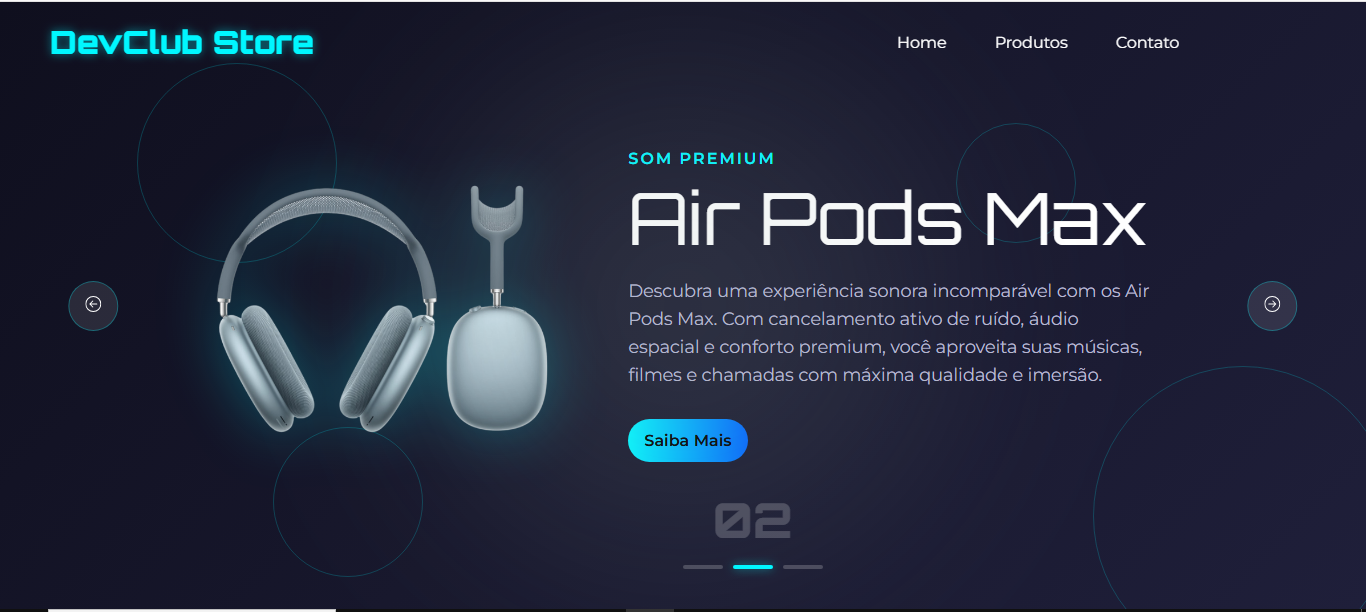 DevClub Store
Home
Produtos
Contato
SOM PREMIUM
Air Pods Max
Descubra uma experiência sonora incomparável com os Air
Pods Max. Com cancelamento ativo de ruído, áudio
espacial e conforto premium, você aproveita suas músicas,
filmes e chamadas com máxima qualidade e imersão.
Saiba Mais
02